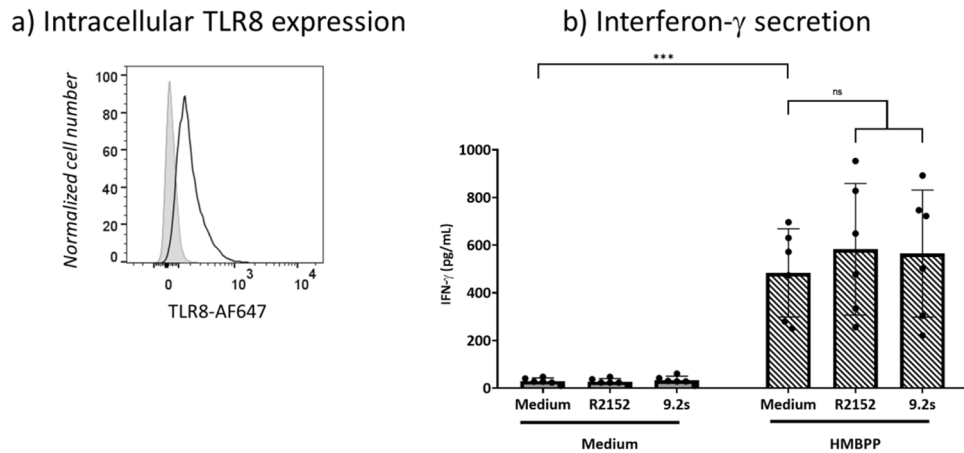 a) Intracellular TLR8 expression
Normalized cell number
100
80
60
40
20
0
0 10³ 10⁴
TLR8-AF647
b) Interferon-γ secretion
***
ns
IFN-γ (pg/mL)
1000
800
600
400
200
0
Medium R2152 9.2s Medium R2152 9.2s
Medium HMBPP